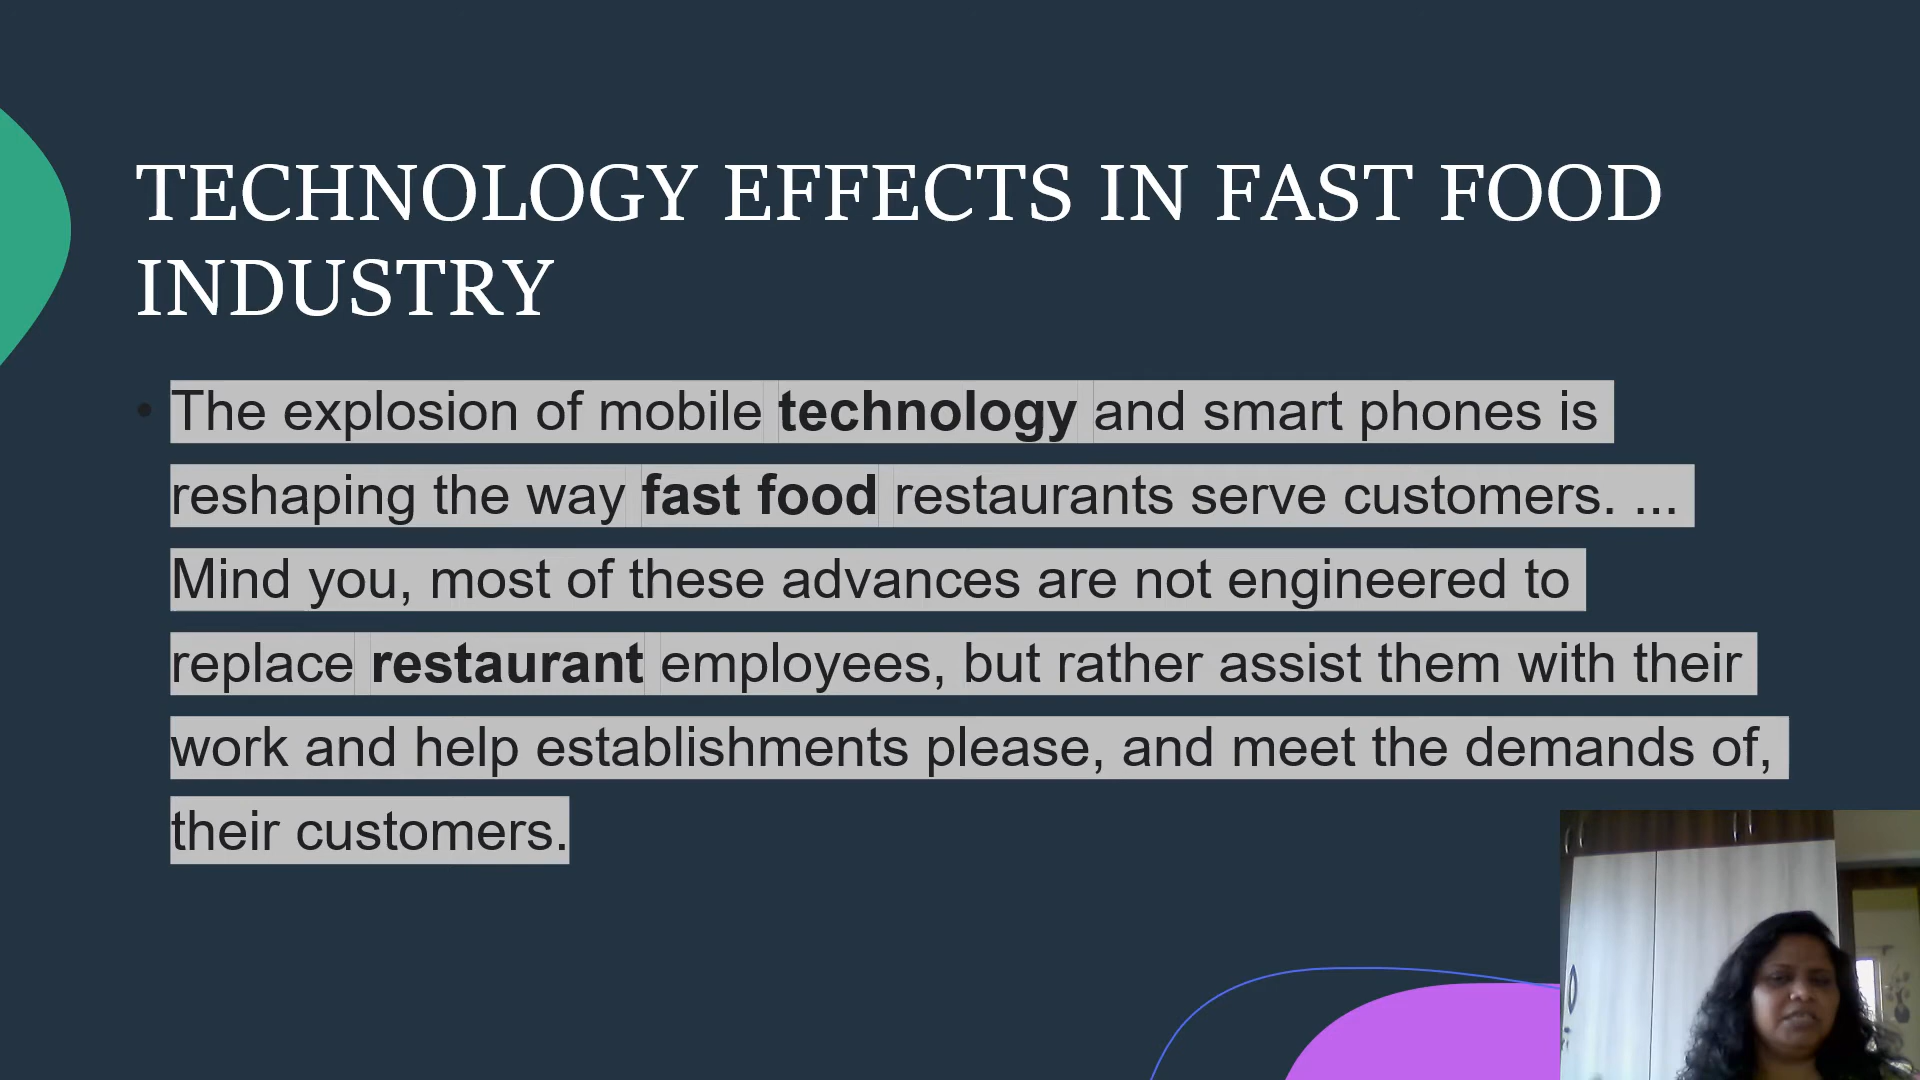 TECHNOLOGY EFFECTS IN FAST FOOD
INDUSTRY
• The explosion of mobile technology and smart phones is
reshaping the way fast food restaurants serve customers. ...
Mind you, most of these advances are not engineered to
replace restaurant employees, but rather assist them with their
work and help establishments please, and meet the demands of,
their customers.